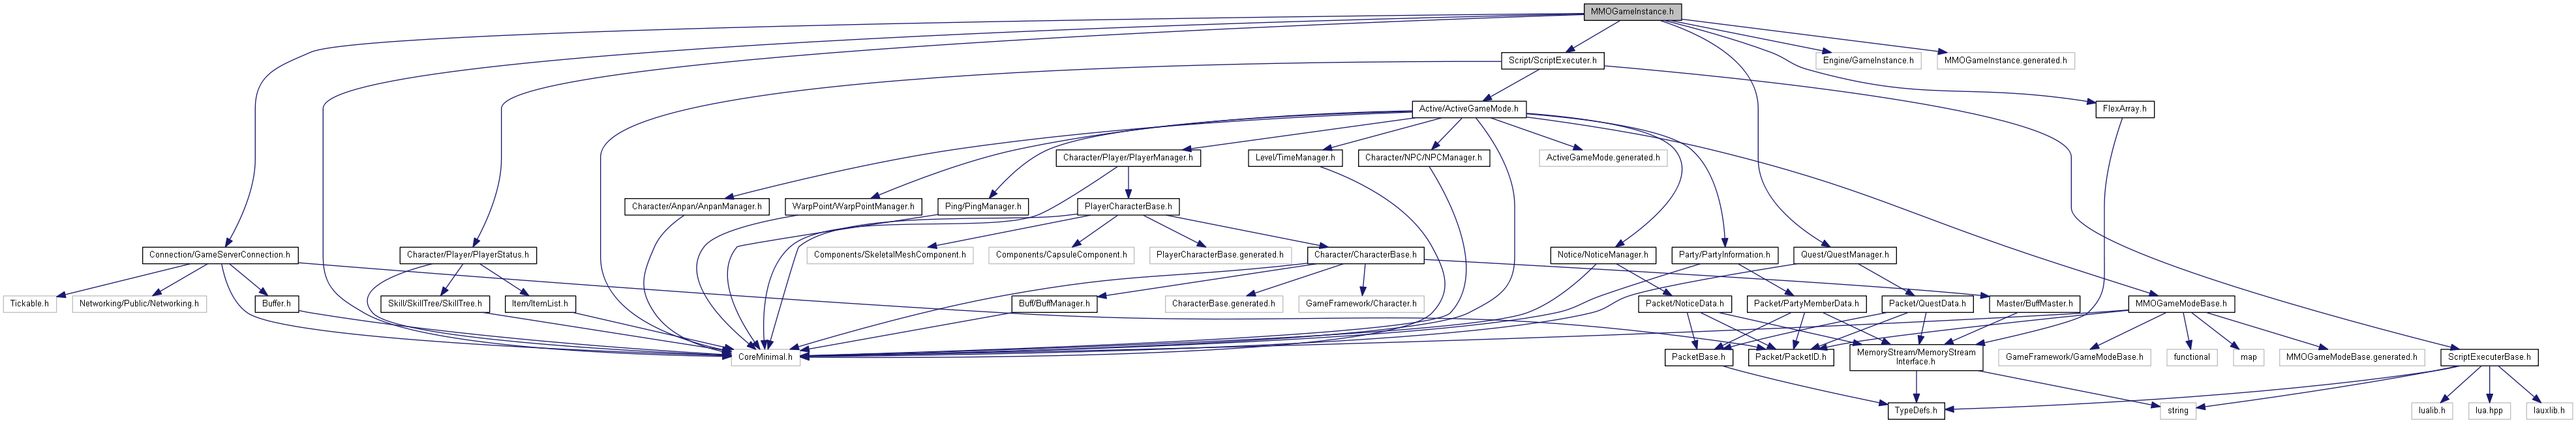 MMOGameInstance.h
Script/ScriptExecuter.h
Engine/GameInstance.h
MMOGameInstance.generated.h
Active/ActiveGameMode.h
FlexArray.h
Character/Player/PlayerManager.h
Level/TimeManager.h
Character/NPC/NPCManager.h
ActiveGameMode.generated.h
Character/Anpan/AnpanManager.h
WarpPoint/WarpPointManager.h
Ping/PingManager.h
PlayerCharacterBase.h
Connection/GameServerConnection.h
Character/Player/PlayerStatus.h
Components/SkeletalMeshComponent.h
Components/CapsuleComponent.h
PlayerCharacterBase.generated.h
Character/CharacterBase.h
Notice/NoticeManager.h
Party/PartyInformation.h
Quest/QuestManager.h
Tickable.h
Networking/Public/Networking.h
Buffer.h
Skill/SkillTree/SkillTree.h
Item/ItemList.h
Buff/BuffManager.h
CharacterBase.generated.h
GameFramework/Character.h
Packet/NoticeData.h
Packet/PartyMemberData.h
Packet/QuestData.h
Master/BuffMaster.h
MMOGameModeBase.h
CoreMinimal.h
PacketBase.h
Packet/PacketID.h
MemoryStream/MemoryStream
Interface.h
GameFramework/GameModeBase.h
functional
map
MMOGameModeBase.generated.h
ScriptExecuterBase.h
TypeDefs.h
string
lualib.h
lua.hpp
lauxlib.h